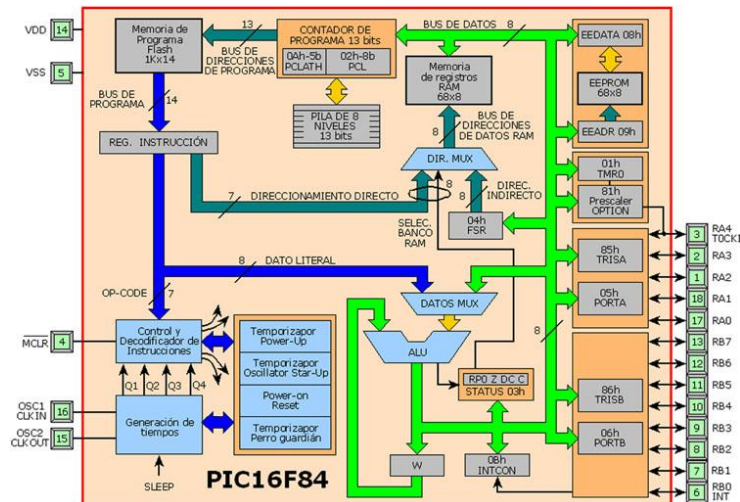 VDD 14
VSS 5
Memoria de
Programa
Flash
1Kx14
13
BUS DE
DIRECCIONES
DE PROGRAMA
CONTADOR DE
PROGRAMA 13 bits
0Ah-5b
PCLATH
02h-8b
PCL
PILA DE 8
NIVELES
13 bits
BUS DE DATOS 8
Memoria
de registros
RAM
68x8
EEDATA 08h
EEPROM
68x8
EEADR 09h
BUS DE
PROGRAMA
14
REG. INSTRUCCIÓN
8
BUS DE
DIRECCIONES
DE DATOS RAM
DIR. MUX
7 DIRECCIONAMIENTO DIRECTO
8
8
DIREC.
INDIRECTO
SELEC.
BANCO
RAM
04h
FSR
01h
TMR0
81h
Prescaler
OPTION
85h
TRISA
05h
PORTA
86h
TRISB
06h
PORTB
8 DATO LITERAL
OP-CODE 7
DATOS MUX
ALU
8
RP0 Z DC C
STATUS 03h
0Bh
INTCON
W
MCLR 4
Control y
Decodificador de
Instrucciones
Q1 Q2 Q3 Q4
Generación de
tiempos
Temporizapor
Power-Up
Temporizapor
Oscillator Star-Up
Power-on
Reset
Temporizapor
Perro guardián
OSC1
CLKIN
16
OSC2
CLKOUT
15
SLEEP
PIC16F84
3 RA4
T0CKI
2 RA3
1 RA2
18 RA1
17 RA0
13 RB7
12 RB6
11 RB5
10 RB4
9 RB3
8 RB2
7 RB1
6 RB0
INT